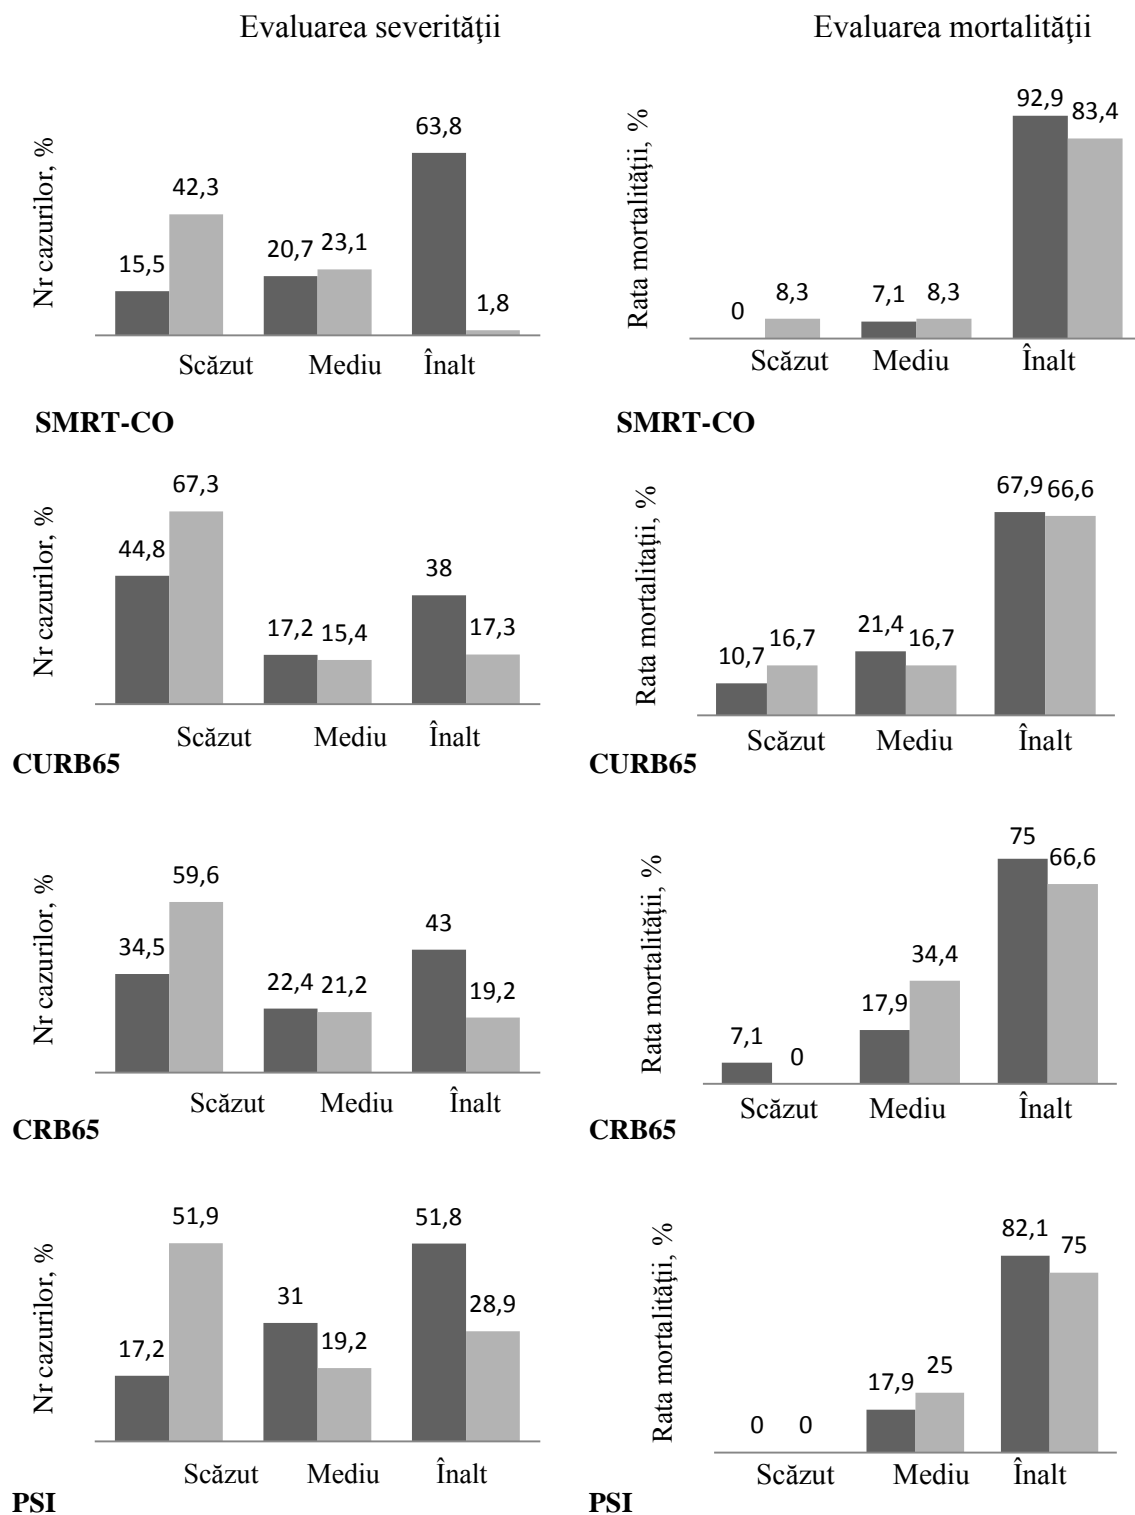 Evaluarea severităţii
Evaluarea mortalităţii
Nr cazurilor, %
15,5
42,3
20,7
23,1
63,8
1,8
Scăzut Mediu Înalt
SMRT-CO
Rata mortalităţii, %
0
8,3
7,1
8,3
92,9
83,4
Scăzut Mediu Înalt
SMRT-CO
Nr cazurilor, %
44,8
67,3
17,2
15,4
38
17,3
Scăzut Mediu Înalt
CURB65
Rata mortalitaţii, %
10,7
16,7
21,4
16,7
67,9
66,6
Scăzut Mediu Înalt
CURB65
Nr cazurilor, %
34,5
59,6
22,4
21,2
43
19,2
Scăzut Mediu Înalt
CRB65
Rata mortalităţii, %
7,1
0
17,9
34,4
75
66,6
Scăzut Mediu Înalt
CRB65
Nr cazurilor, %
17,2
51,9
31
19,2
51,8
28,9
Scăzut Mediu Înalt
PSI
Rata mortalităţii, %
0
0
17,9
25
82,1
75
Scăzut Mediu Înalt
PSI